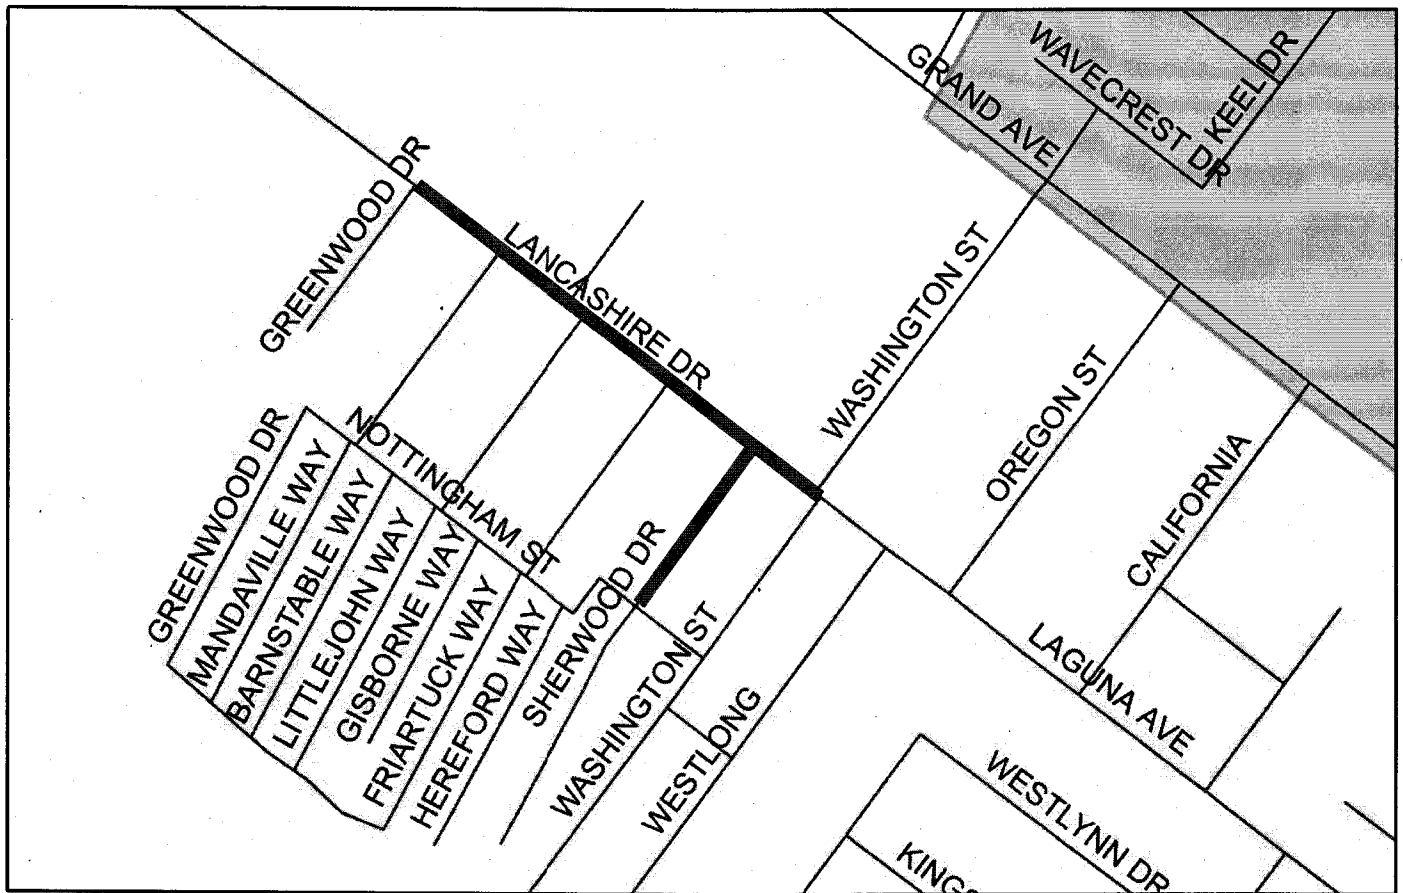 WAVECREST DR
KEEL DR
GRAND AVE
GREENWOOD DR
LANCASHIRE DR
WASHINGTON ST
OREGON ST
CALIFORNIA
GREENWOOD DR
NOTTINGHAM ST
MANDAVILLE WAY
BARNSTABLE WAY
LITTLEJOHN WAY
GISBORNE WAY
FRIARTUCK WAY
HEREFORD WAY
SHERWOOD DR
WASHINGTON ST
WESTLONG
LAGUNA AVE
WESTLYNN DR
KINGS